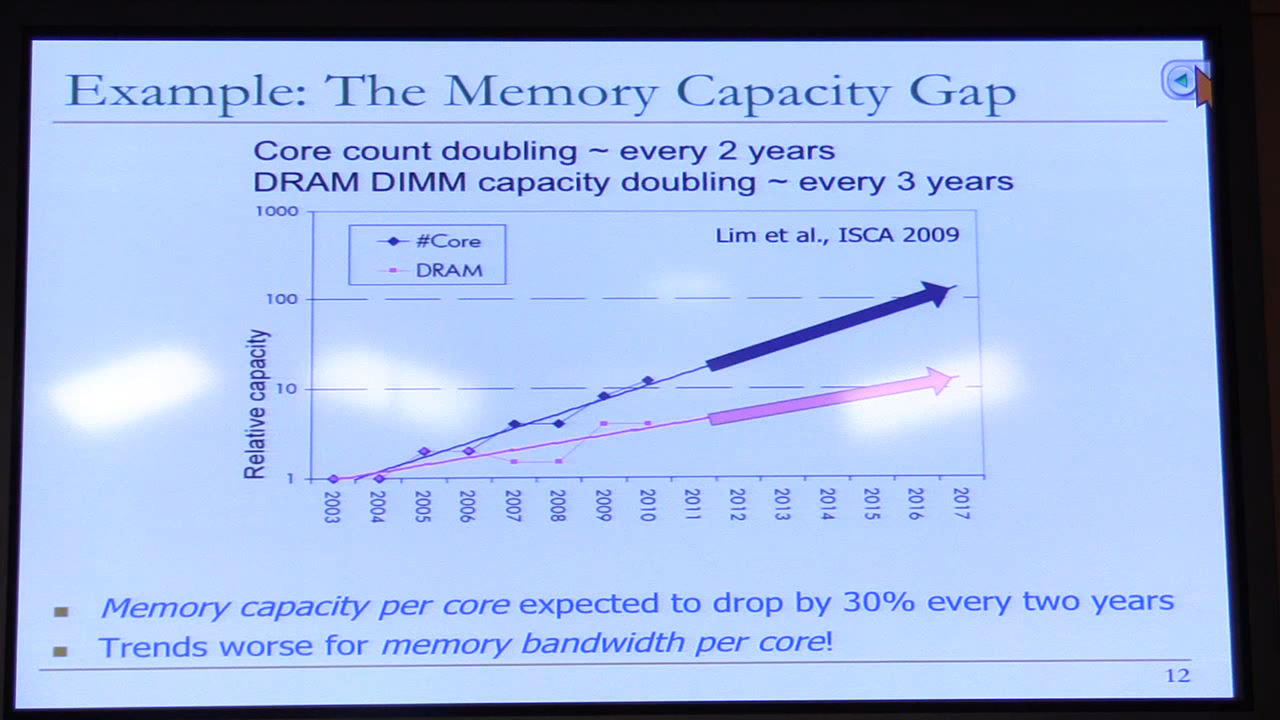 Example: The Memory Capacity Gap
Core count doubling ~ every 2 years
DRAM DIMM capacity doubling ~ every 3 years
1000
100
10
1
Relative capacity
#Core
DRAM
Lim et al., ISCA 2009
2003
2004
2005
2006
2007
2008
2009
2010
2011
2012
2013
2014
2015
2016
2017
Memory capacity per core expected to drop by 30% every two years
Trends worse for memory bandwidth per core!
12